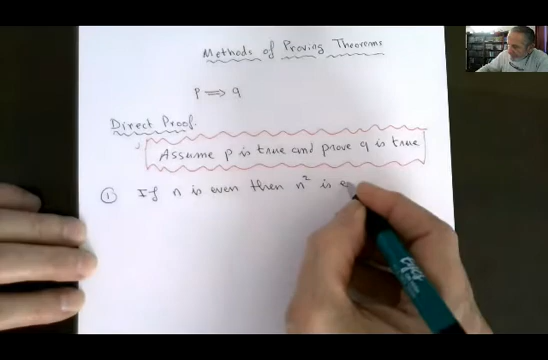 Methods of Proving Theorems
p ⟹ q
Direct Proof.
Assume p is true and prove q is true
① If n is even then n² is e